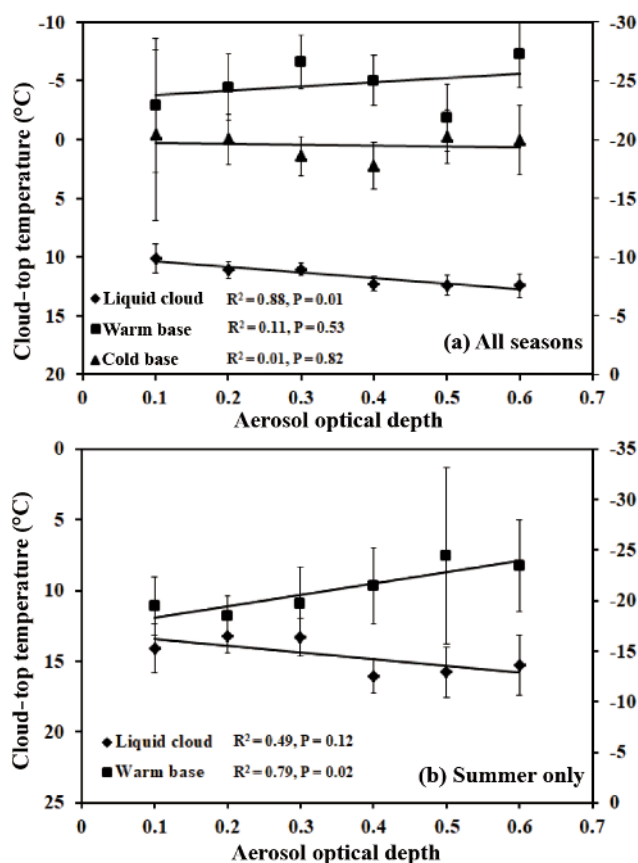 -10
-5
0
5
10
15
20
Cloud-top temperature (°C)
-30
-25
-20
-15
-10
-5
0
Liquid cloud R² = 0.88, P = 0.01
Warm base R² = 0.11, P = 0.53
Cold base R² = 0.01, P = 0.82
(a) All seasons
0 0.1 0.2 0.3 0.4 0.5 0.6 0.7
Aerosol optical depth
0
5
10
15
20
25
Cloud-top temperature (°C)
-35
-30
-25
-20
-15
-10
-5
0
Liquid cloud R² = 0.49, P = 0.12
Warm base R² = 0.79, P = 0.02
(b) Summer only
0 0.1 0.2 0.3 0.4 0.5 0.6 0.7
Aerosol optical depth